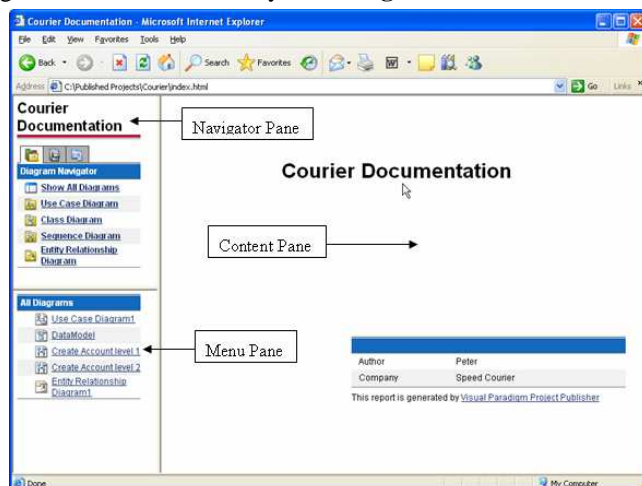 Courier Documentation - Microsoft Internet Explorer
File Edit View Favorites Tools Help
Back Search Favorites
Address C:\Published Projects\Courier\index.html Go Links »
Courier
Documentation
Navigator Pane
Diagram Navigator
Show All Diagrams
Use Case Diagram
Class Diagram
Sequence Diagram
Entity Relationship
Diagram
Courier Documentation
Content Pane
All Diagrams
Use Case Diagram1
DataModel
Create Account level 1
Create Account level 2
Entity Relationship
Diagram1
Menu Pane
Author Peter
Company Speed Courier
This report is generated by Visual Paradigm Project Publisher
Done My Computer